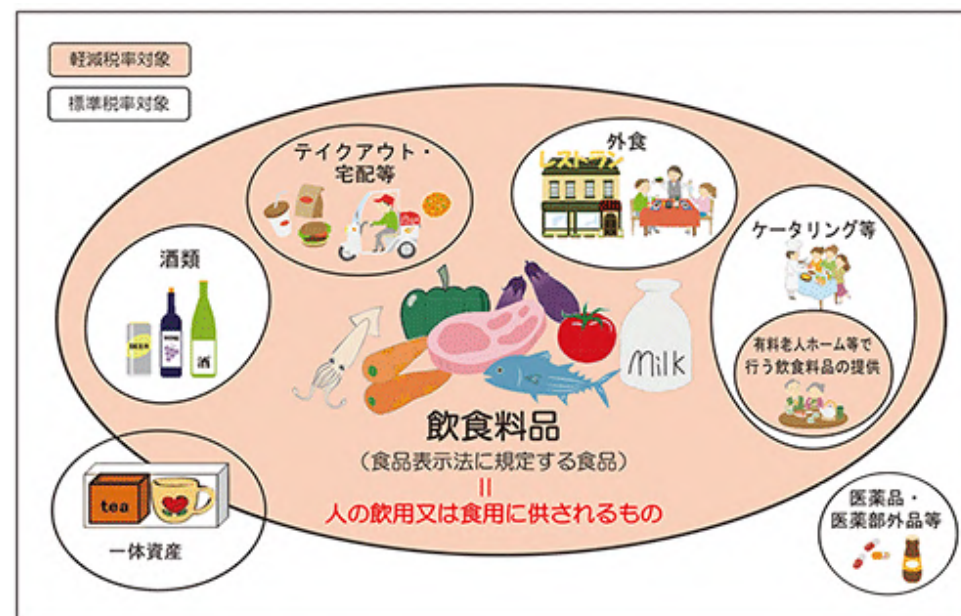 軽減税率対象
標準税率対象
テイクアウト・
宅配等
外食
レストラン
酒類
BEER
酒
ケータリング等
有料老人ホーム等で
行う飲食料品の提供
Milk
飲食料品
（食品表示法に規定する食品）
＝
人の飲用又は食用に供されるもの
tea
一体資産
医薬品・
医薬部外品等